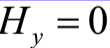 H_y = 0